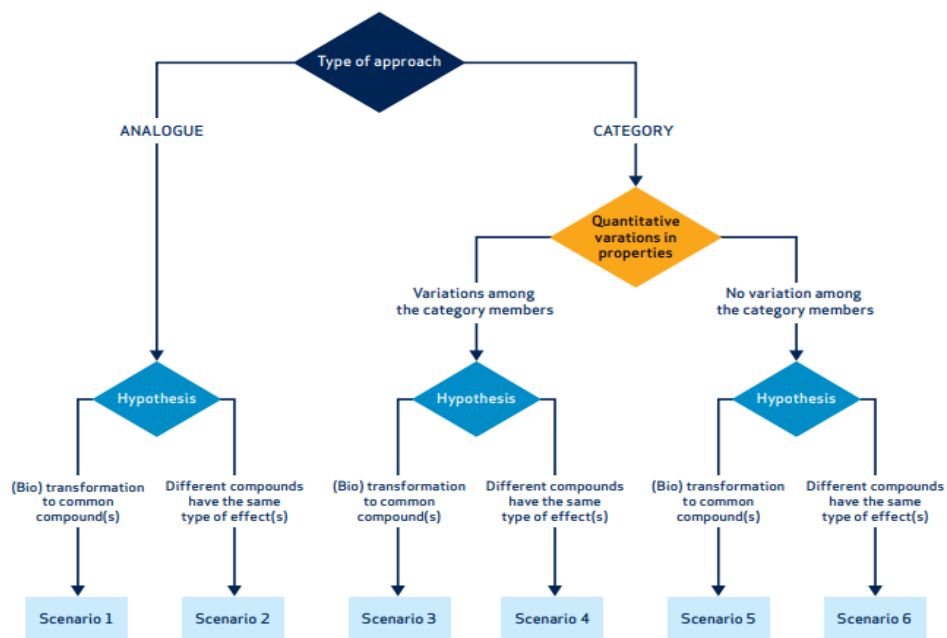 Type of approach
ANALOGUE
CATEGORY
Quantitative
varations in
properties
Variations among
the category members
No variation among
the category members
Hypothesis
Hypothesis
Hypothesis
(Bio) transformation
to common
compound(s)
Different compounds
have the same
type of effect(s)
(Bio) transformation
to common
compound(s)
Different compounds
have the same
type of effect(s)
(Bio) transformation
to common
compound(s)
Different compounds
have the same
type of effect(s)
Scenario 1
Scenario 2
Scenario 3
Scenario 4
Scenario 5
Scenario 6